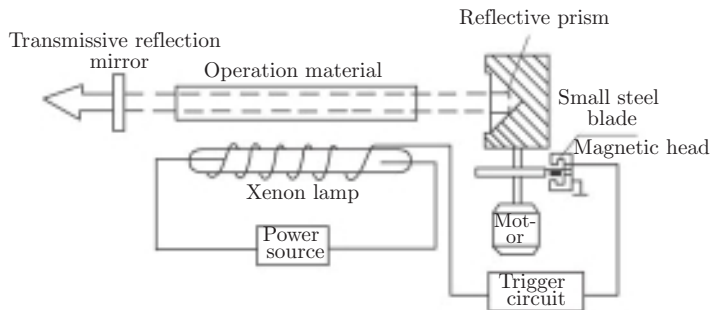 Reflective prism
Transmissive reflection
mirror
Operation material
Small steel
blade
Magnetic head
Xenon lamp
Power
source
Mot-
or
Trigger
circuit